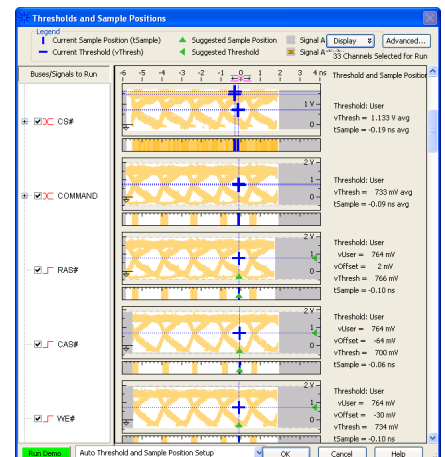 Thresholds and Sample Positions
Legend
Current Sample Position (tSample)
Suggested Sample Position
Signal A
Display
Advanced...
Current Threshold (vThresh)
Suggested Threshold
Signal A
33 Channels Selected for Run
Buses/Signals to Run
-6 -5 -4 -3 -2 -1 0 1 2 3 4 ns
Threshold and Sample Position
CS#
1 V
0
Threshold: User
vThresh = 1.133 V avg
tSample = -0.19 ns avg
COMMAND
2 V
1
0
Threshold: User
vThresh = 733 mV avg
tSample = -0.09 ns avg
RAS#
2 V
1
0
Threshold: User
vUser = 764 mV
vOffset = 2 mV
vThresh = 766 mV
tSample = -0.10 ns
CAS#
2 V
1
0
Threshold: User
vUser = 764 mV
vOffset = -64 mV
vThresh = 700 mV
tSample = -0.06 ns
WE#
2 V
1
0
Threshold: User
vUser = 764 mV
vOffset = -30 mV
vThresh = 734 mV
tSample = -0.10 ns
Run Demo
Auto Threshold and Sample Position Setup
OK
Cancel
Help